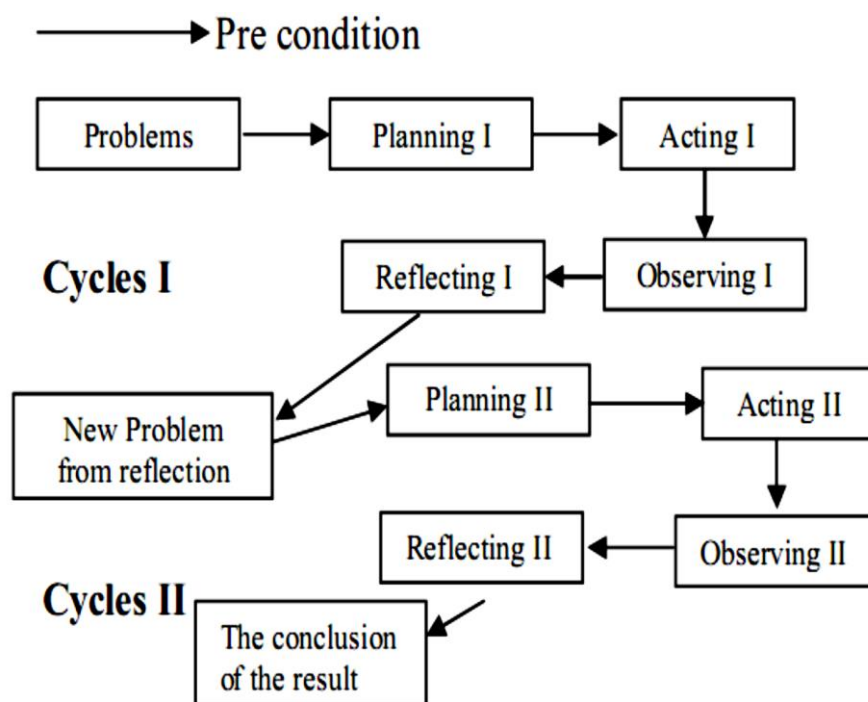 Pre condition
Problems
Planning I
Acting I
Cycles I
Reflecting I
Observing I
New Problem
from reflection
Planning II
Acting II
Reflecting II
Observing II
Cycles II
The conclusion
of the result